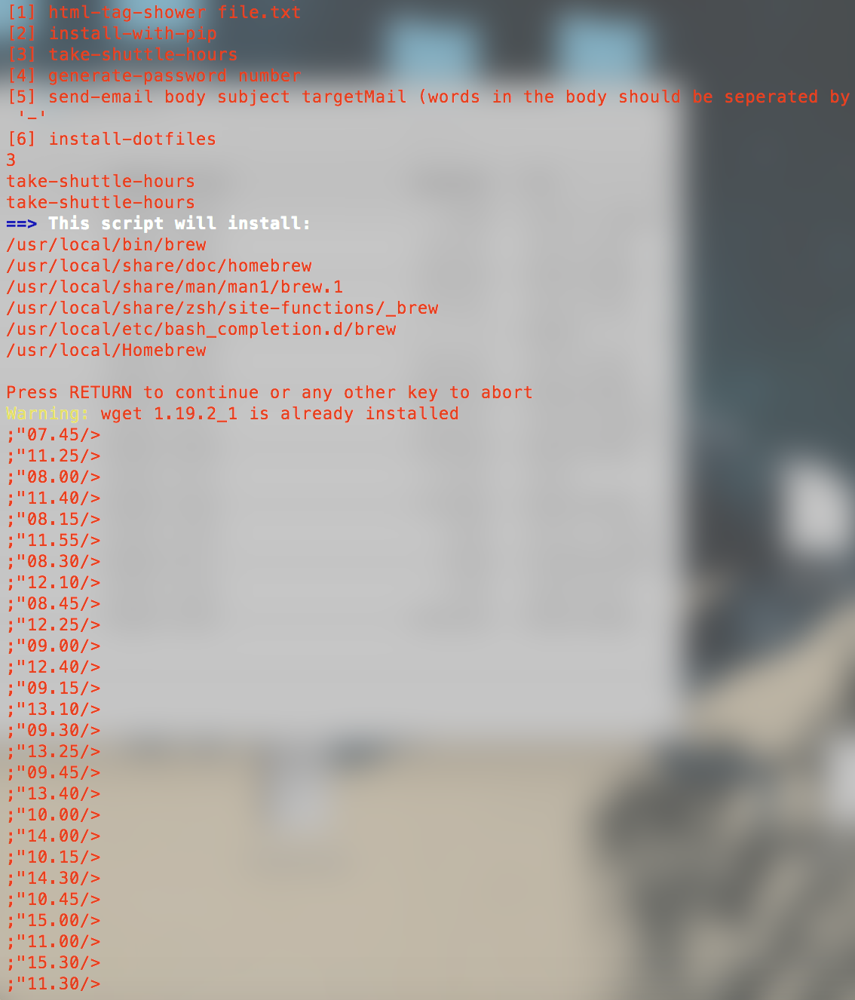 [1] html-tag-shower file.txt
[2] install-with-pip
[3] take-shuttle-hours
[4] generate-password number
[5] send-email body subject targetMail (words in the body should be seperated by
'-'
[6] install-dotfiles
3
take-shuttle-hours
take-shuttle-hours
==> This script will install:
/usr/local/bin/brew
/usr/local/share/doc/homebrew
/usr/local/share/man/man1/brew.1
/usr/local/share/zsh/site-functions/_brew
/usr/local/etc/bash_completion.d/brew
/usr/local/Homebrew
Press RETURN to continue or any other key to abort
Warning: wget 1.19.2_1 is already installed
;"07.45/>
;"11.25/>
;"08.00/>
;"11.40/>
;"08.15/>
;"11.55/>
;"08.30/>
;"12.10/>
;"08.45/>
;"12.25/>
;"09.00/>
;"12.40/>
;"09.15/>
;"13.10/>
;"09.30/>
;"13.25/>
;"09.45/>
;"13.40/>
;"10.00/>
;"14.00/>
;"10.15/>
;"14.30/>
;"10.45/>
;"15.00/>
;"11.00/>
;"15.30/>
;"11.30/>